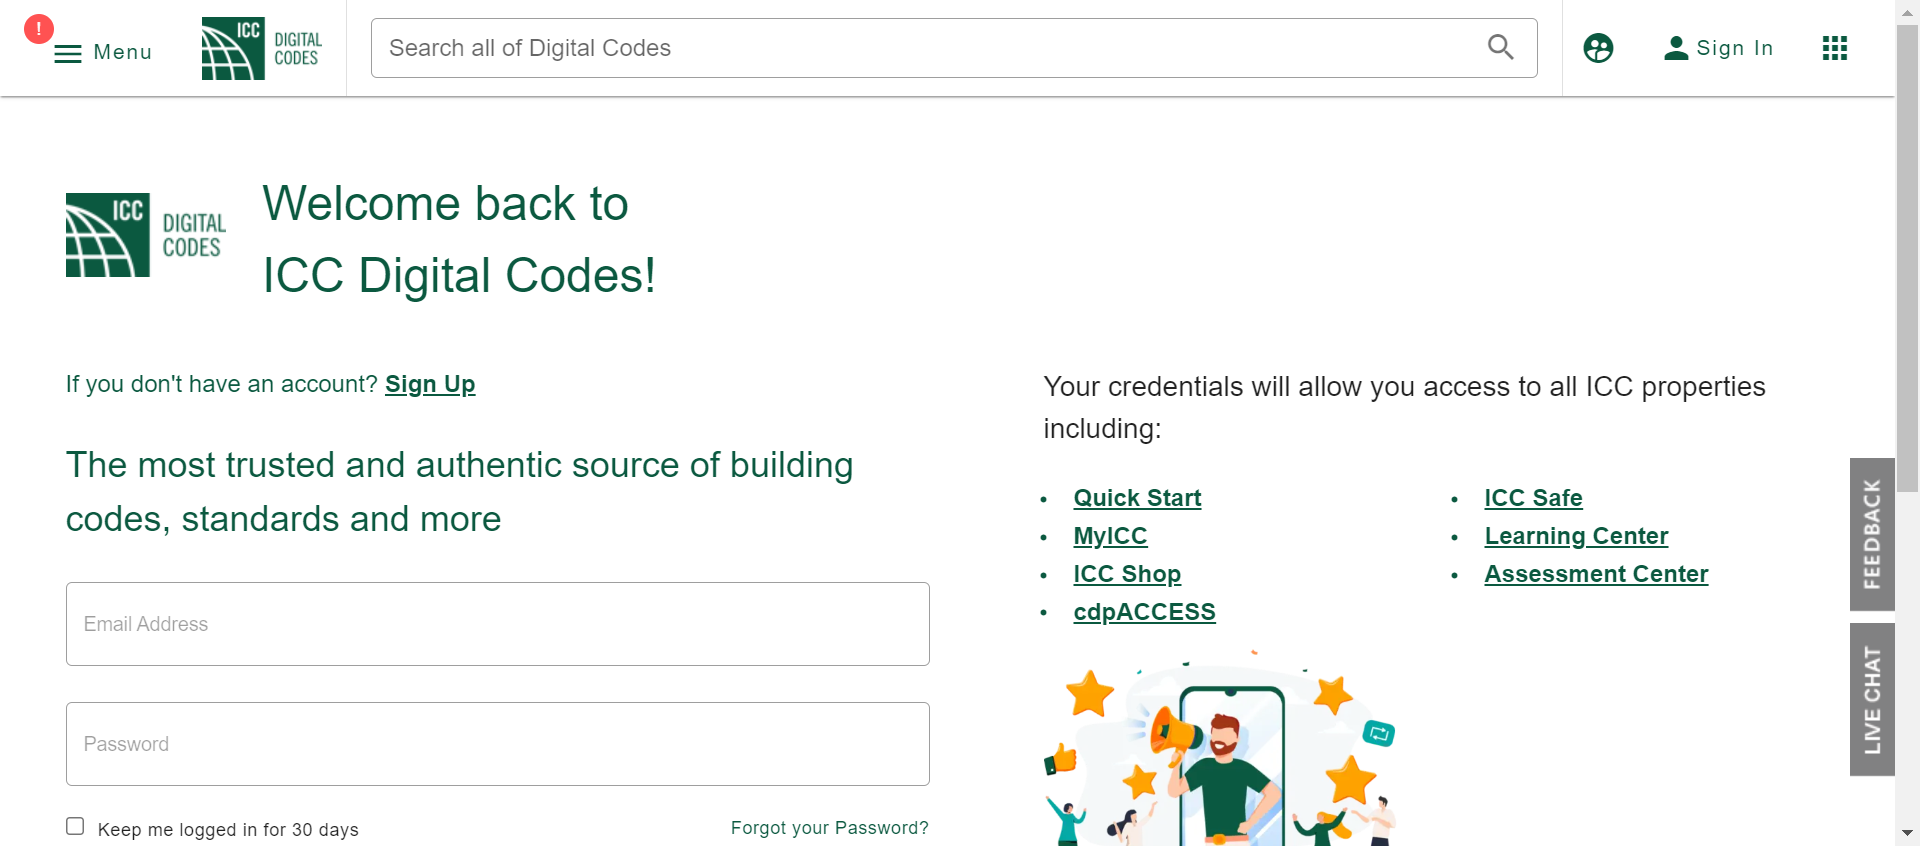 !
Menu
ICC
DIGITAL
CODES
Search all of Digital Codes
Sign In
ICC
DIGITAL
CODES
Welcome back to
ICC Digital Codes!
If you don't have an account? Sign Up
The most trusted and authentic source of building
codes, standards and more
Email Address
Password
Keep me logged in for 30 days
Forgot your Password?
Your credentials will allow you access to all ICC properties
including:
• Quick Start
• MyICC
• ICC Shop
• cdpACCESS
• ICC Safe
• Learning Center
• Assessment Center
FEEDBACK
LIVE CHAT